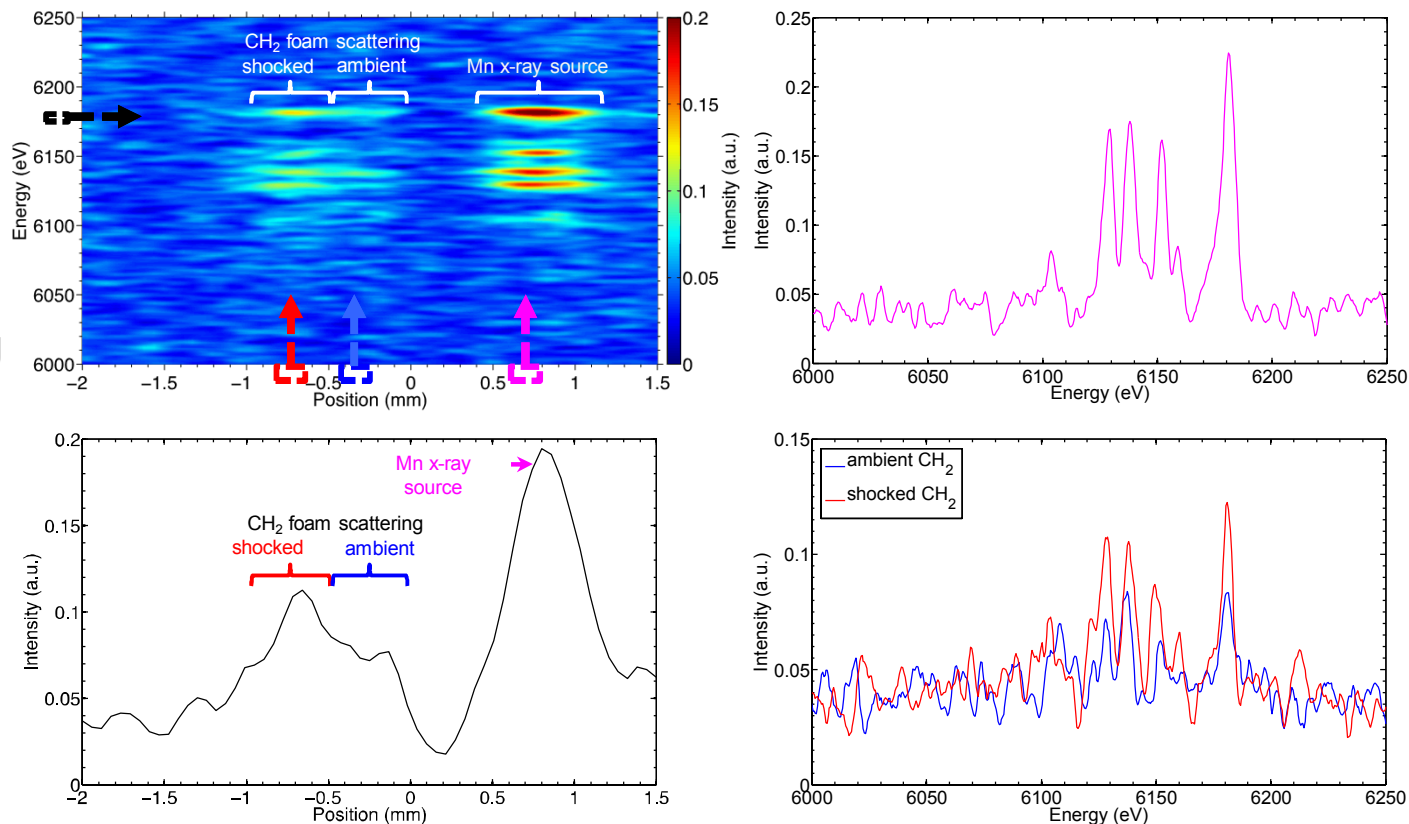 6250
6200
6150
6100
6050
6000
Energy (eV)
CH2 foam scattering
shocked
ambient
Mn x-ray source
−2
−1.5
−1
−0.5
0
0.5
1
1.5
Position (mm)
0.2
0.15
0.1
0.05
0
Intensity (a.u.)
0.25
0.2
0.15
0.1
0.05
0
Intensity (a.u.)
6000
6050
6100
6150
6200
6250
Energy (eV)
0.2
0.15
0.1
0.05
0
Intensity (a.u.)
Mn x-ray
source
CH2 foam scattering
shocked
ambient
−2
−1.5
−1
−0.5
0
0.5
1
1.5
Position (mm)
0.15
0.1
0.05
0
Intensity (a.u.)
ambient CH2
shocked CH2
6000
6050
6100
6150
6200
6250
Energy (eV)